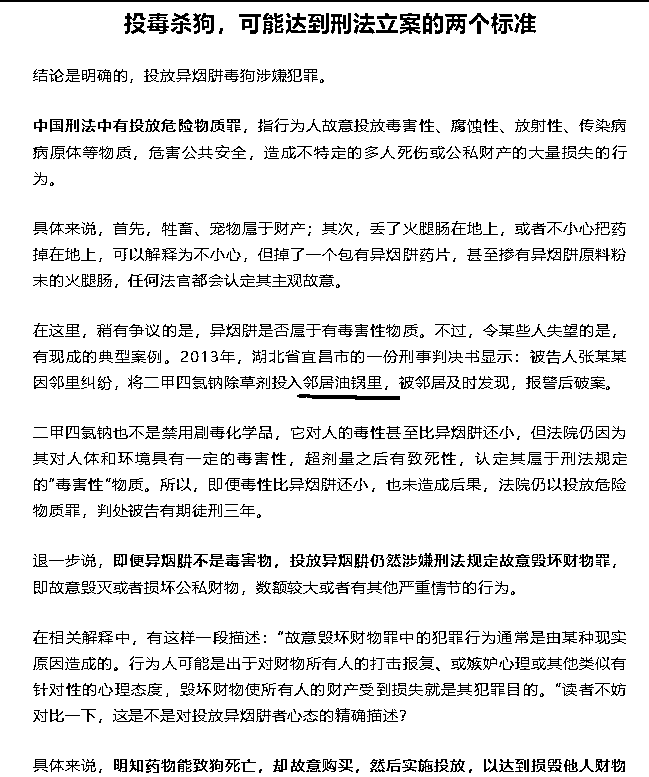 投毒杀狗，可能达到刑法立案的两个标准
结论是明确的，投放异烟肼毒狗涉嫌犯罪。
中国刑法中有投放危险物质罪，指行为人故意投放毒害性、腐蚀性、放射性、传染病
病原体等物质，危害公共安全，造成不特定的多人死伤或公私财产的大量损失的行
为。
具体来说，首先，牲畜、宠物属于财产；其次，丢了火腿肠在地上，或者不小心把药
掉在地上，可以解释为不小心，但掉了一个包有异烟肼药片，甚至掺有异烟肼原料粉
末的火腿肠，任何法官都会认定其主观故意。
在这里，稍有争议的是，异烟肼是否属于有毒害性物质。不过，令某些人失望的是，
有现成的典型案例。2013年，湖北省宜昌市的一份刑事判决书显示：被告人张某某
因邻里纠纷，将二甲四氯钠除草剂投入邻居油锅里，被邻居及时发现，报警后破案。
二甲四氯钠也不是禁用剧毒化学品，它对人的毒性甚至比异烟肼还小，但法院仍因为
其对人体和环境具有一定的毒害性，超剂量之后有致死性，认定其属于刑法规定
的“毒害性”物质。所以，即便毒性比异烟肼还小，也未造成后果，法院仍以投放危险
物质罪，判处被告有期徒刑三年。
退一步说，即便异烟肼不是毒害物，投放异烟肼仍然涉嫌刑法规定故意毁坏财物罪，
即故意毁灭或者损坏公私财物，数额较大或者有其他严重情节的行为。
在相关解释中，有这样一段描述：“故意毁坏财物罪中的犯罪行为通常是由某种现实
原因造成的。行为人可能是出于对财物所有人的打击报复、或嫉妒心理或其他类似有
针对性的心理态度，毁坏财物使所有人的财产受到损失就是其犯罪目的。”读者不妨
对比一下，这是不是对投放异烟肼者心态的精确描述？
具体来说，明知药物能致狗死亡，却故意购买，然后实施投放，以达到损毁他人财物